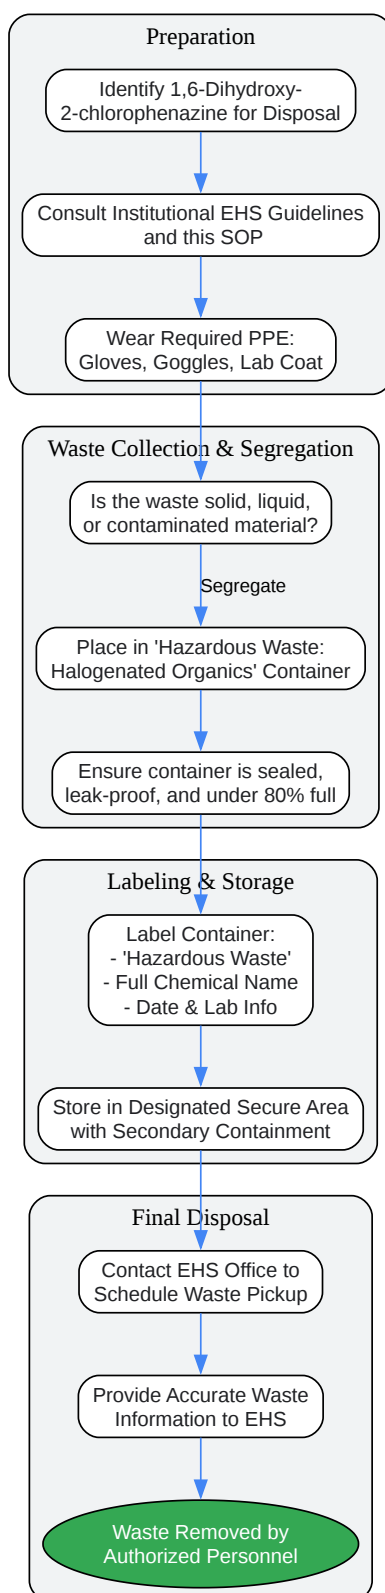 Preparation
Identify 1,6-Dihydroxy-
2-chlorophenazine for Disposal
Consult Institutional EHS Guidelines
and this SOP
Wear Required PPE:
Gloves, Goggles, Lab Coat
Waste Collection & Segregation
Is the waste solid, liquid,
or contaminated material?
Segregate
Place in 'Hazardous Waste:
Halogenated Organics' Container
Ensure container is sealed,
leak-proof, and under 80% full
Labeling & Storage
Label Container:
- 'Hazardous Waste'
- Full Chemical Name
- Date & Lab Info
Store in Designated Secure Area
with Secondary Containment
Final Disposal
Contact EHS Office to
Schedule Waste Pickup
Provide Accurate Waste
Information to EHS
Waste Removed by
Authorized Personnel